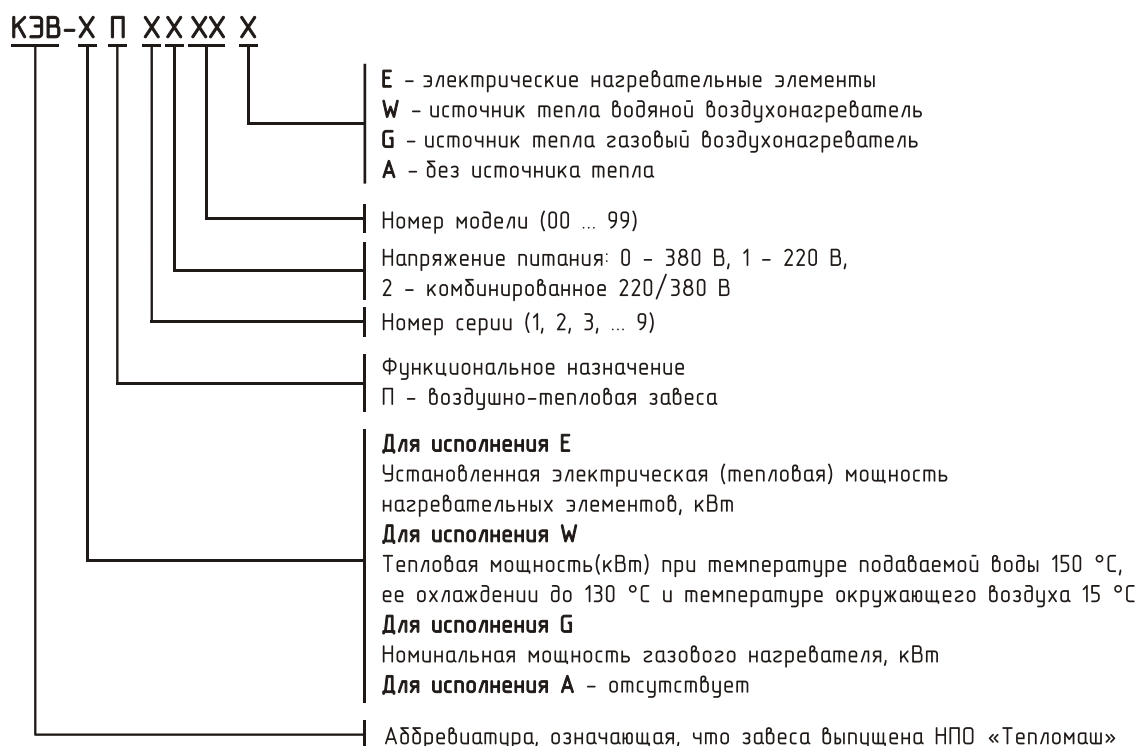 КЭВ-Х П ХХХХ Х
Е – электрические нагревательные элементы
W – источник тепла водяной воздухонагреватель
G – источник тепла газовый воздухонагреватель
А – без источника тепла
Номер модели (00 ... 99)
Напряжение питания: 0 – 380 В, 1 – 220 В,
2 – комбинированное 220/380 В
Номер серии (1, 2, 3, ... 9)
Функциональное назначение
П – воздушно-тепловая завеса
Для исполнения Е
Установленная электрическая (тепловая) мощность
нагревательных элементов, кВт
Для исполнения W
Тепловая мощность(кВт) при температуре подаваемой воды 150 °С,
ее охлаждении до 130 °С и температуре окружающего воздуха 15 °С
Для исполнения G
Номинальная мощность газового нагревателя, кВт
Для исполнения А – отсутствует
Аббревиатура, означающая, что завеса выпущена НПО «Тепломаш»